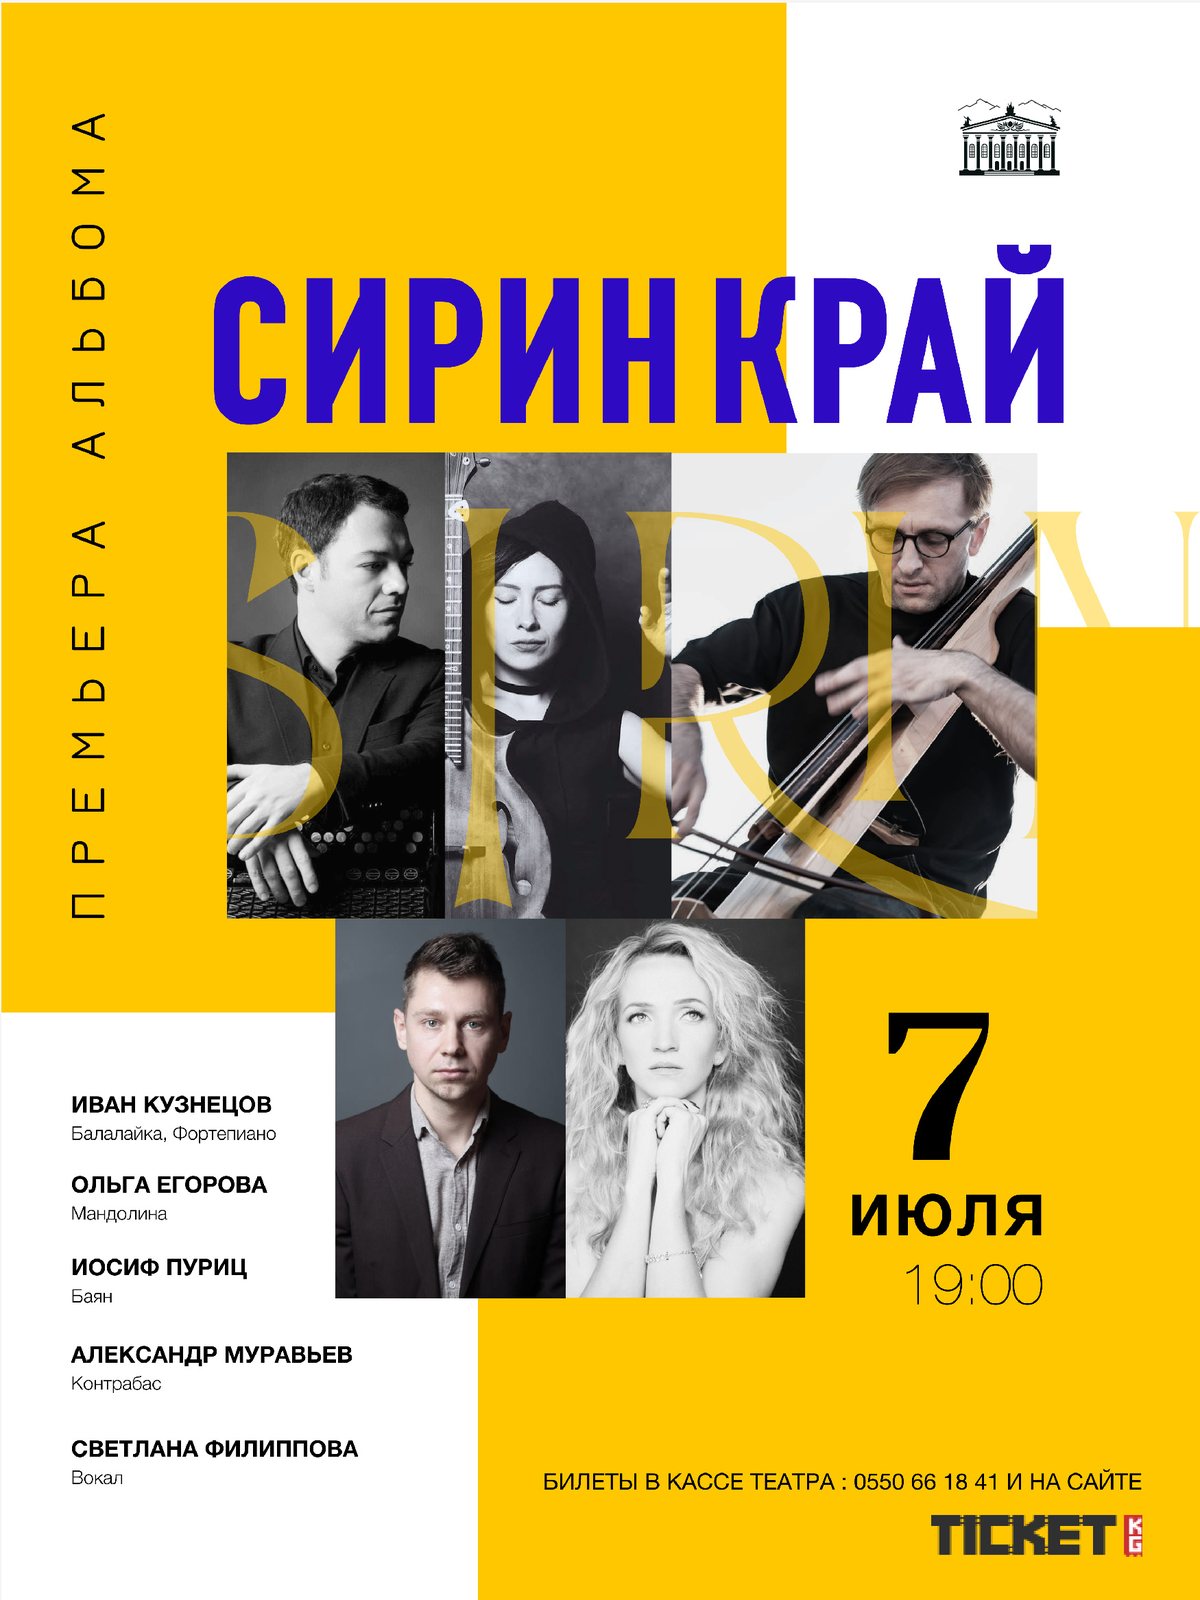 ПРЕМЬЕРА АЛЬБОМА
СИРИН КРАЙ
SIRIN
7
ИЮЛЯ
19:00
ИВАН КУЗНЕЦОВ
Балалайка, Фортепиано
ОЛЬГА ЕГОРОВА
Мандолина
ИОСИФ ПУРИЦ
Баян
АЛЕКСАНДР МУРАВЬЕВ
Контрабас
СВЕТЛАНА ФИЛИППОВА
Вокал
БИЛЕТЫ В КАССЕ ТЕАТРА : 0550 66 18 41 И НА САЙТЕ
TICKET KG